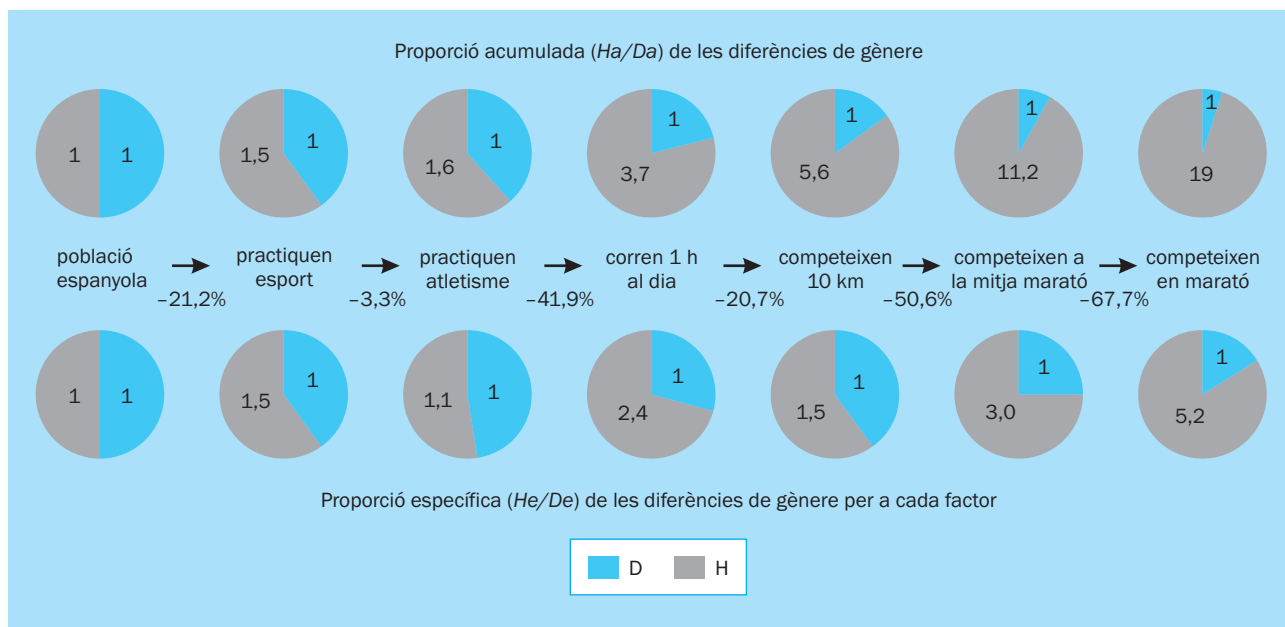 Proporció acumulada (Ha/Da) de les diferències de gènere
1 1
1,5 1
1,6 1
3,7 1
5,6 1
11,2 1
19 1
població
espanyola
–21,2%
practiquen
esport
–3,3%
practiquen
atletisme
–41,9%
corren 1 h
al dia
–20,7%
competeixen
10 km
–50,6%
competeixen a
la mitja marató
–67,7%
competeixen
en marató
1 1
1,5 1
1,1 1
2,4 1
1,5 1
3,0 1
5,2 1
Proporció específica (He/De) de les diferències de gènere per a cada factor
D H